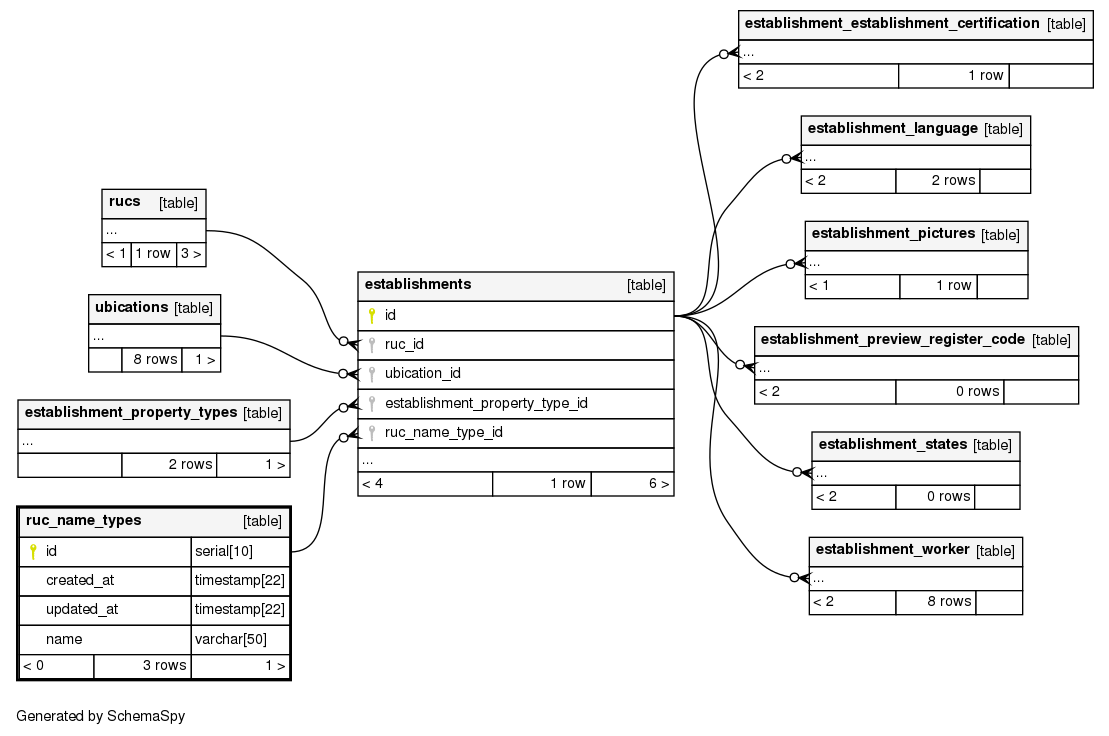 establishment_establishment_certification [table]
...
< 2 1 row
establishment_language [table]
...
< 2 2 rows
rucs [table]
...
< 1 1 row 3 >
establishment_pictures [table]
...
< 1 1 row
establishments [table]
id
ruc_id
ubication_id
establishment_property_type_id
ruc_name_type_id
...
< 4 1 row 6 >
ubications [table]
...
8 rows 1 >
establishment_preview_register_code [table]
...
< 2 0 rows
establishment_property_types [table]
...
2 rows 1 >
establishment_states [table]
...
< 2 0 rows
ruc_name_types [table]
id serial[10]
created_at timestamp[22]
updated_at timestamp[22]
name varchar[50]
< 0 3 rows 1 >
establishment_worker [table]
...
< 2 8 rows
Generated by SchemaSpy